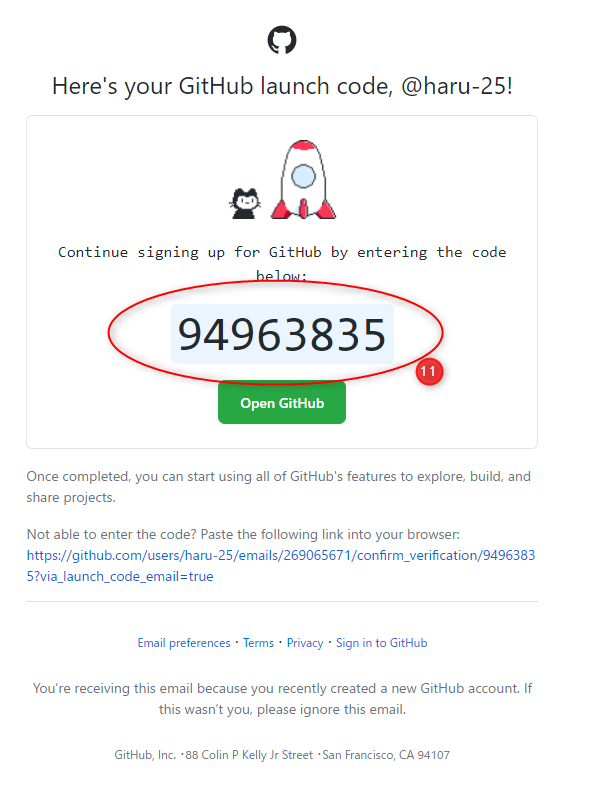 Here's your GitHub launch code, @haru-25!
Continue signing up for GitHub by entering the code
below:
94963835
11
Open GitHub
Once completed, you can start using all of GitHub's features to explore, build, and
share projects.
Not able to enter the code? Paste the following link into your browser:
https://github.com/users/haru-25/emails/269065671/confirm_verification/9496383
5?via_launch_code_email=true
Email preferences · Terms · Privacy · Sign in to GitHub
You’re receiving this email because you recently created a new GitHub account. If
this wasn’t you, please ignore this email.
GitHub, Inc. ·88 Colin P Kelly Jr Street ·San Francisco, CA 94107